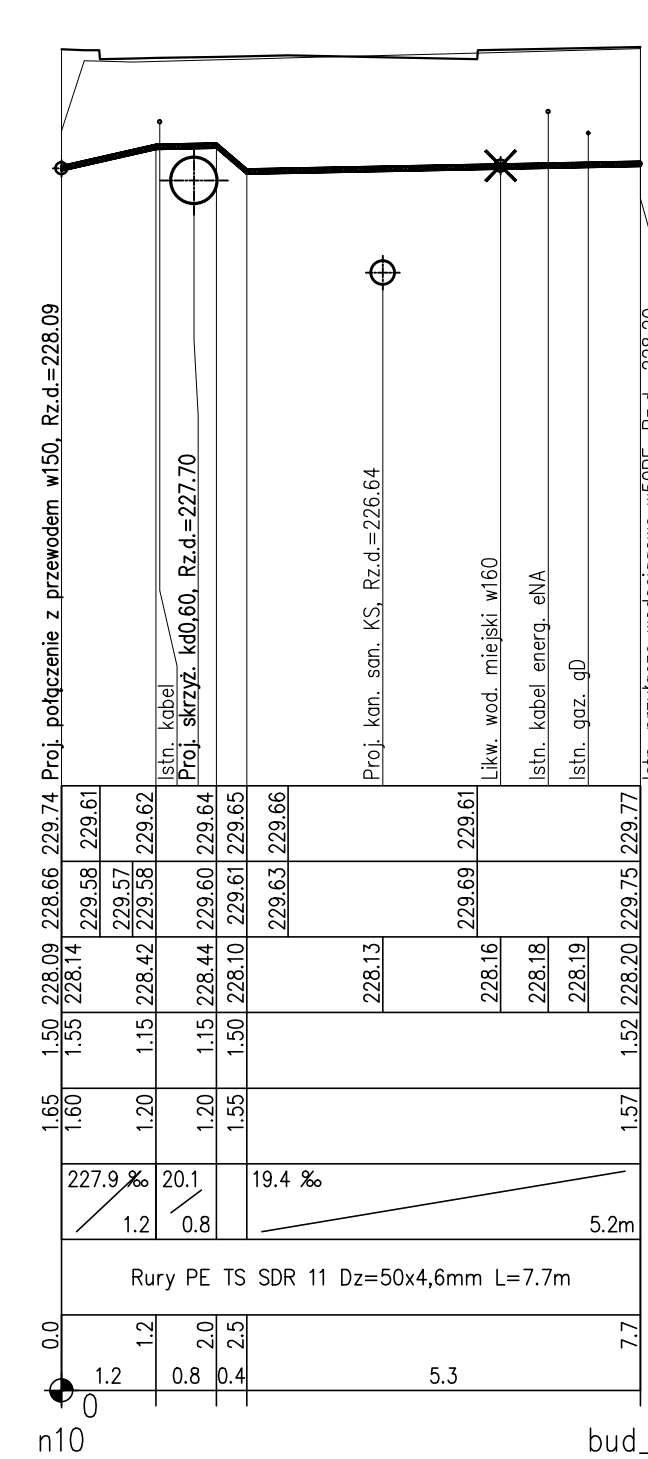 Proj. połączenie z przewodem w150, Rz.d.=228.09
Istn. kabel
Proj. skrzyż. kd0,60, Rz.d.=227.70
Proj. kan. san. KS, Rz.d.=226.64
Likw. wod. miejski w160
Istn. kabel energ. eNA
Istn. gaz. gD
229.74 229.61 229.62 229.64 229.65 229.66 229.61 229.77
228.66 229.58 229.57 229.58 229.60 229.61 229.63 229.69 229.75
228.09 228.14 228.42 228.44 228.10 228.13 228.16 228.18 228.19 228.20
1.50 1.55 1.15 1.15 1.50 1.52
1.65 1.60 1.20 1.20 1.55 1.57
227.9 ‰ 20.1 19.4 ‰
1.2 0.8 5.2m
Rury PE TS SDR 11 Dz=50x4,6mm L=7.7m
0.0 1.2 2.0 2.5 7.7
1.2 0.8 0.4 5.3
0
n10 bud_